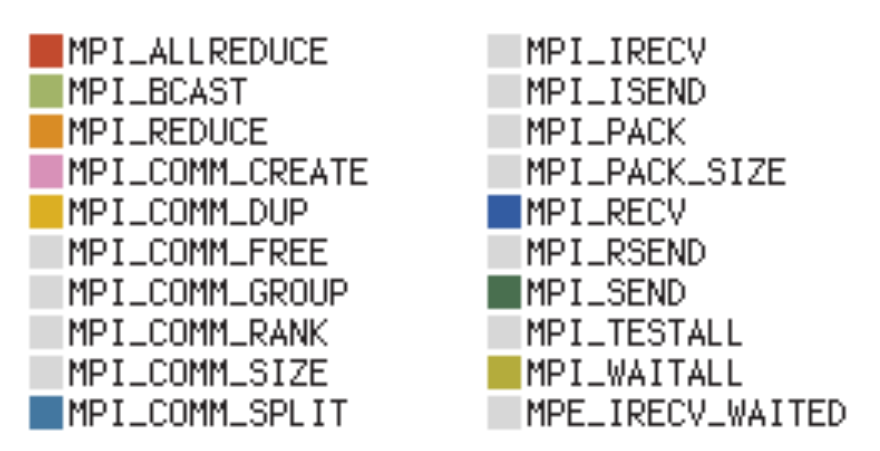 MPI_ALLREDUCE
MPI_BCAST
MPI_REDUCE
MPI_COMM_CREATE
MPI_COMM_DUP
MPI_COMM_FREE
MPI_COMM_GROUP
MPI_COMM_RANK
MPI_COMM_SIZE
MPI_COMM_SPLIT
MPI_IRECV
MPI_ISEND
MPI_PACK
MPI_PACK_SIZE
MPI_RECV
MPI_RSEND
MPI_SEND
MPI_TESTALL
MPI_WAITALL
MPE_IRECV_WAITED